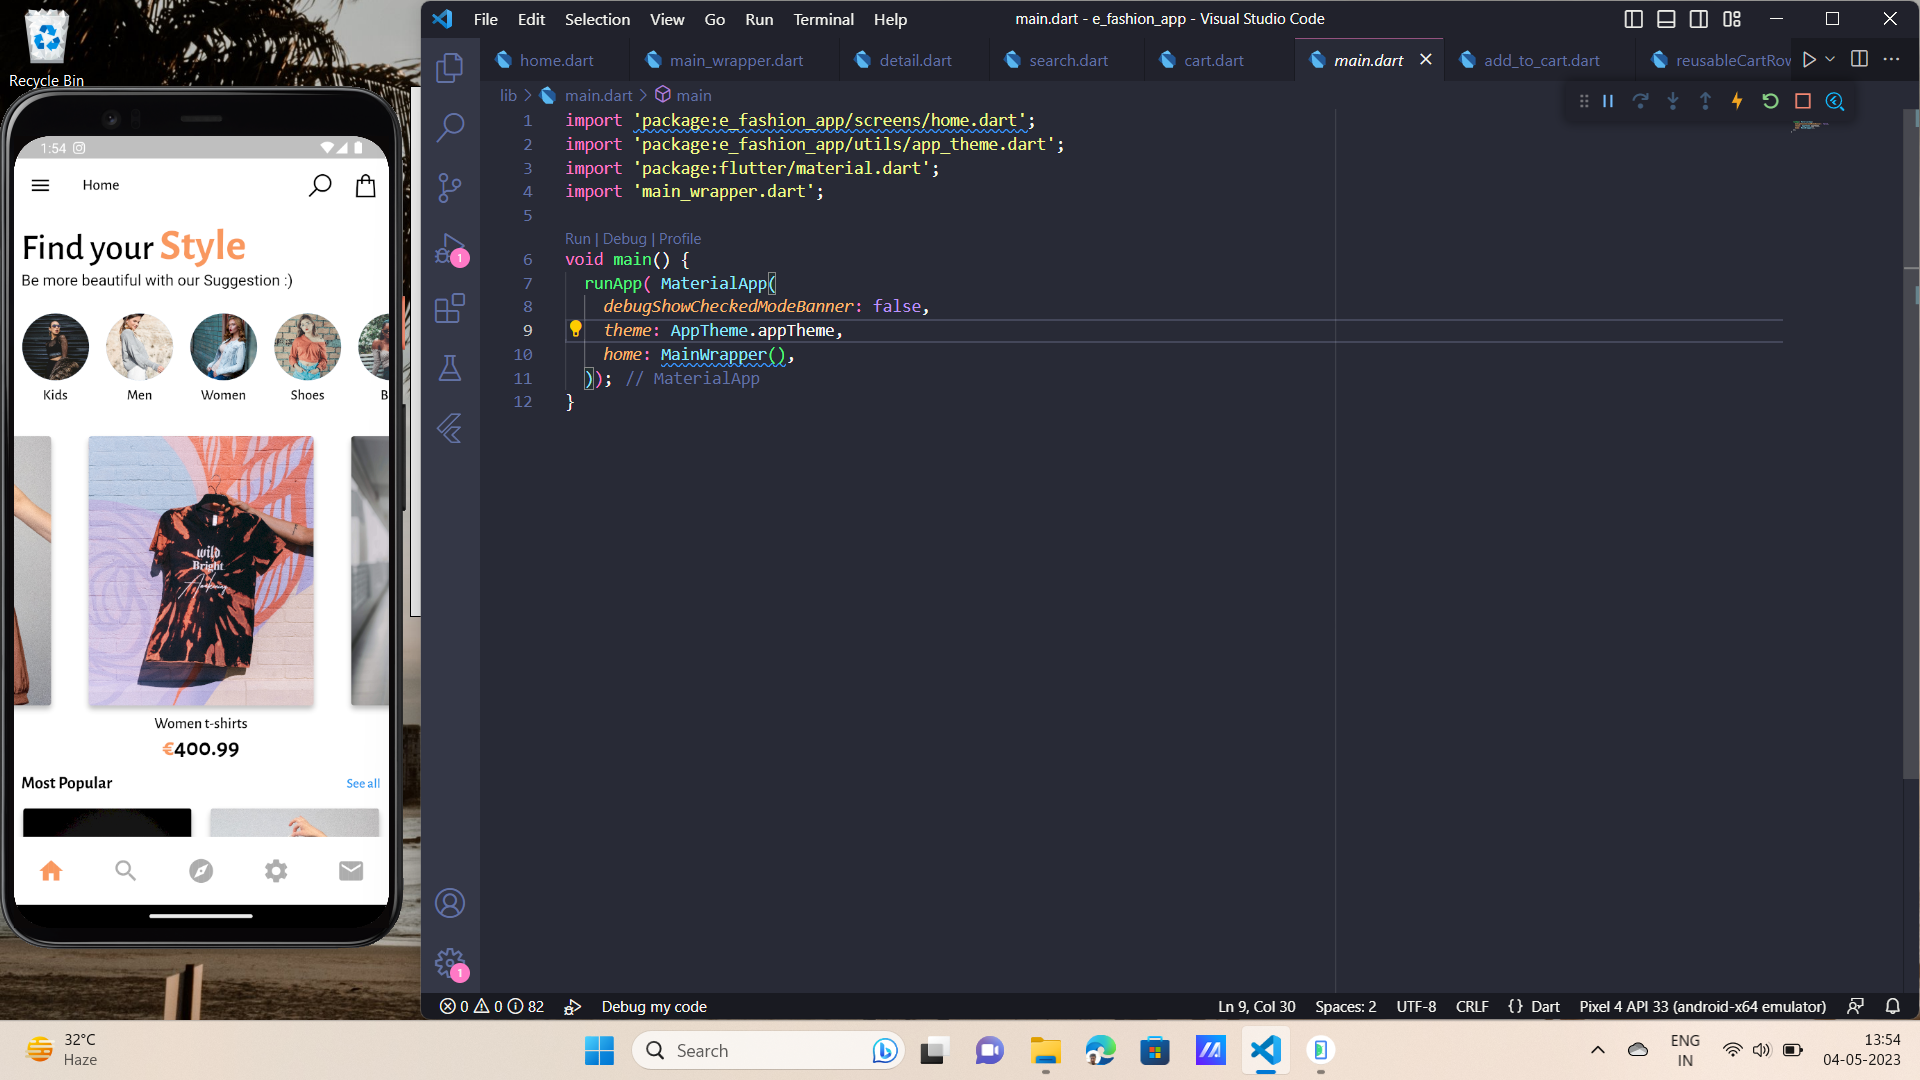 Recycle Bin
1:54
Home
Find your Style
Be more beautiful with our Suggestion :)
Kids Men Women Shoes B
wild
Bright
Women t-shirts
€400.99
Most Popular See all
File Edit Selection View Go Run Terminal Help
main.dart - e_fashion_app - Visual Studio Code
home.dart main_wrapper.dart detail.dart search.dart cart.dart main.dart add_to_cart.dart reusableCartRow
lib > main.dart > main
1 import 'package:e_fashion_app/screens/home.dart';
2 import 'package:e_fashion_app/utils/app_theme.dart';
3 import 'package:flutter/material.dart';
4 import 'main_wrapper.dart';
5
Run | Debug | Profile
6 void main() {
7 runApp( MaterialApp(
8 debugShowCheckedModeBanner: false,
9 theme: AppTheme.appTheme,
10 home: MainWrapper(),
11 )); // MaterialApp
12 }
1
1
0 0 82 Debug my code
Ln 9, Col 30 Spaces: 2 UTF-8 CRLF {} Dart Pixel 4 API 33 (android-x64 emulator)
32°C
Haze
Search
ENG
IN
13:54
04-05-2023